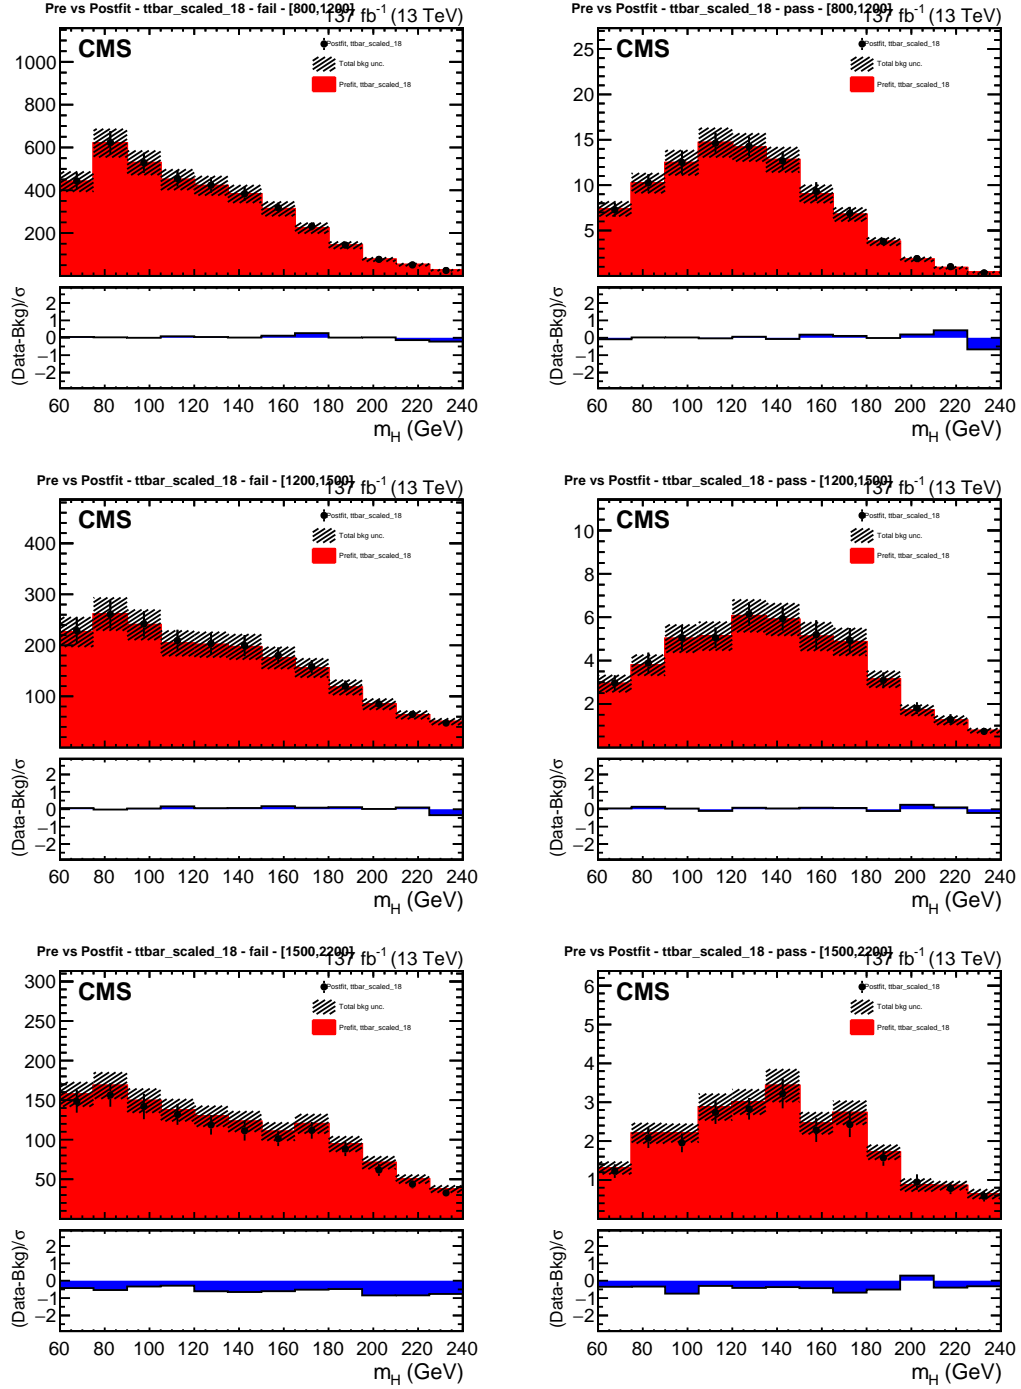 Pre vs Postfit - ttbar_scaled_18 - fail - [800,1200]
137 fb-1 (13 TeV)
CMS
Postfit, ttbar_scaled_18
Total bkg unc.
Prefit, ttbar_scaled_18
1000
800
600
400
200
(Data-Bkg)/σ
2
1
0
−1
−2
60 80 100 120 140 160 180 200 220 240
mH (GeV)
Pre vs Postfit - ttbar_scaled_18 - pass - [800,1200]
137 fb-1 (13 TeV)
CMS
Postfit, ttbar_scaled_18
Total bkg unc.
Prefit, ttbar_scaled_18
25
20
15
10
5
(Data-Bkg)/σ
2
1
0
−1
−2
60 80 100 120 140 160 180 200 220 240
mH (GeV)
Pre vs Postfit - ttbar_scaled_18 - fail - [1200,1500]
137 fb-1 (13 TeV)
CMS
Postfit, ttbar_scaled_18
Total bkg unc.
Prefit, ttbar_scaled_18
400
300
200
100
(Data-Bkg)/σ
2
1
0
−1
−2
60 80 100 120 140 160 180 200 220 240
mH (GeV)
Pre vs Postfit - ttbar_scaled_18 - pass - [1200,1500]
137 fb-1 (13 TeV)
CMS
Postfit, ttbar_scaled_18
Total bkg unc.
Prefit, ttbar_scaled_18
10
8
6
4
2
(Data-Bkg)/σ
2
1
0
−1
−2
60 80 100 120 140 160 180 200 220 240
mH (GeV)
Pre vs Postfit - ttbar_scaled_18 - fail - [1500,2200]
137 fb-1 (13 TeV)
CMS
Postfit, ttbar_scaled_18
Total bkg unc.
Prefit, ttbar_scaled_18
300
250
200
150
100
50
(Data-Bkg)/σ
2
1
0
−1
−2
60 80 100 120 140 160 180 200 220 240
mH (GeV)
Pre vs Postfit - ttbar_scaled_18 - pass - [1500,2200]
137 fb-1 (13 TeV)
CMS
Postfit, ttbar_scaled_18
Total bkg unc.
Prefit, ttbar_scaled_18
6
5
4
3
2
1
(Data-Bkg)/σ
2
1
0
−1
−2
60 80 100 120 140 160 180 200 220 240
mH (GeV)